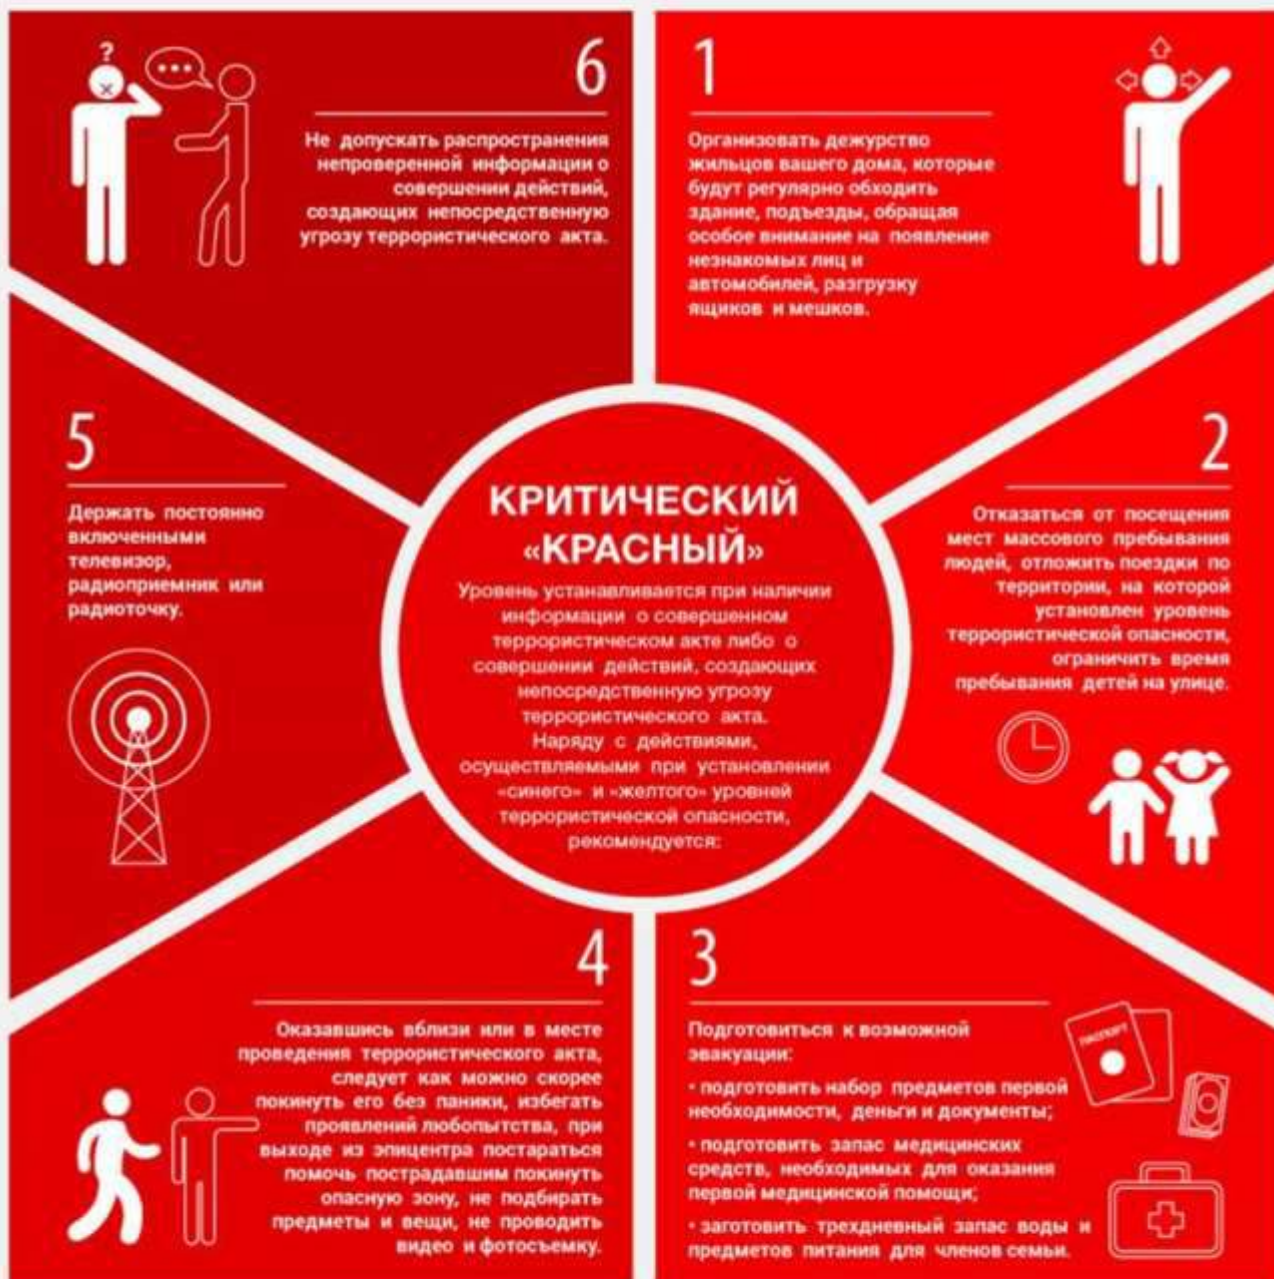 КРИТИЧЕСКИЙ
«КРАСНЫЙ»
Уровень устанавливается при наличии
информации о совершенном
террористическом акте либо о
совершении действий, создающих
непосредственную угрозу
террористического акта.
Наряду с действиями,
осуществляемыми при установлении
«синего» и «желтого» уровней
террористической опасности,
рекомендуется:
1
Организовать дежурство
жильцов вашего дома, которые
будут регулярно обходить
здание, подъезды, обращая
особое внимание на появление
незнакомых лиц и
автомобилей, разгрузку
ящиков и мешков.
2
Отказаться от посещения
мест массового пребывания
людей, отложить поездки по
территории, на которой
установлен уровень
террористической опасности,
ограничить время
пребывания детей на улице.
3
Подготовиться к возможной
эвакуации:
• подготовить набор предметов первой
необходимости, деньги и документы;
• подготовить запас медицинских
средств, необходимых для оказания
первой медицинской помощи;
• заготовить трехдневный запас воды и
предметов питания для членов семьи.
ПАСПОРТ
4
Оказавшись вблизи или в месте
проведения террористического акта,
следует как можно скорее
покинуть его без паники, избегать
проявлений любопытства, при
выходе из эпицентра постараться
помочь пострадавшим покинуть
опасную зону, не подбирать
предметы и вещи, не проводить
видео и фотосъемку.
5
Держать постоянно
включенными
телевизор,
радиоприемник или
радиоточку.
6
Не допускать распространения
непроверенной информации о
совершении действий,
создающих непосредственную
угрозу террористического акта.
?